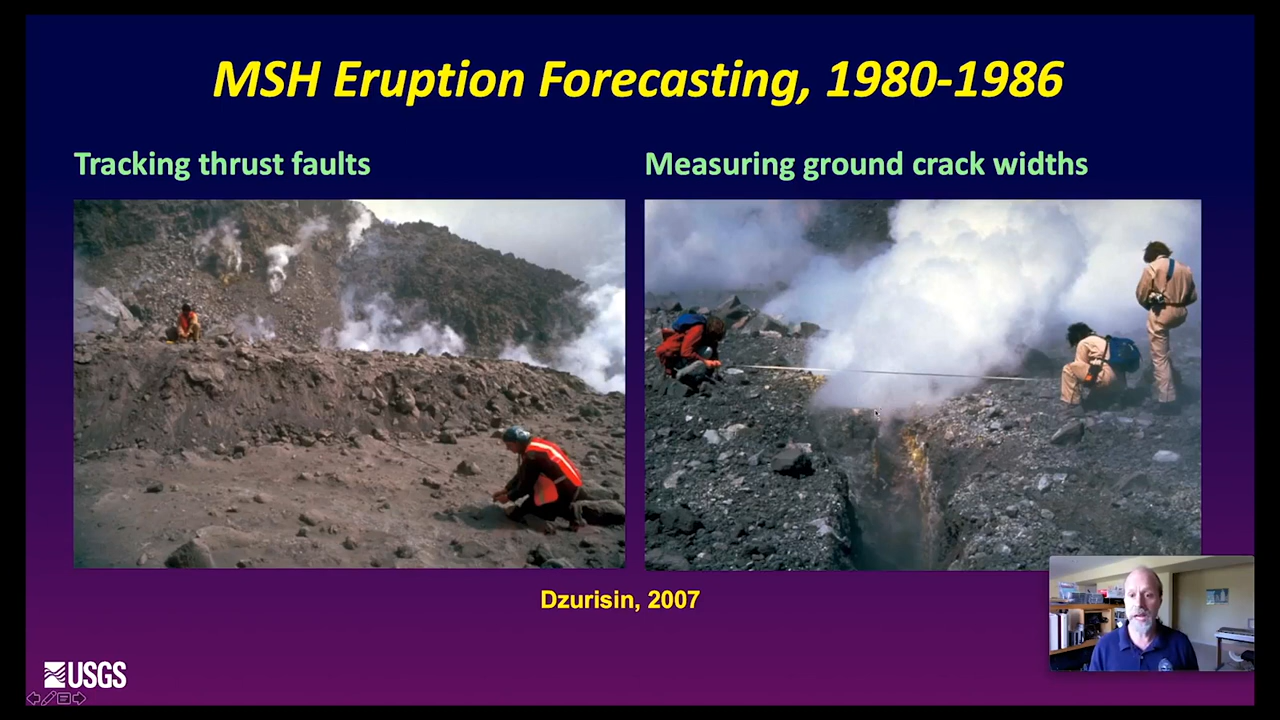 MSH Eruption Forecasting, 1980-1986
Tracking thrust faults
Measuring ground crack widths
Dzurisin, 2007
USGS